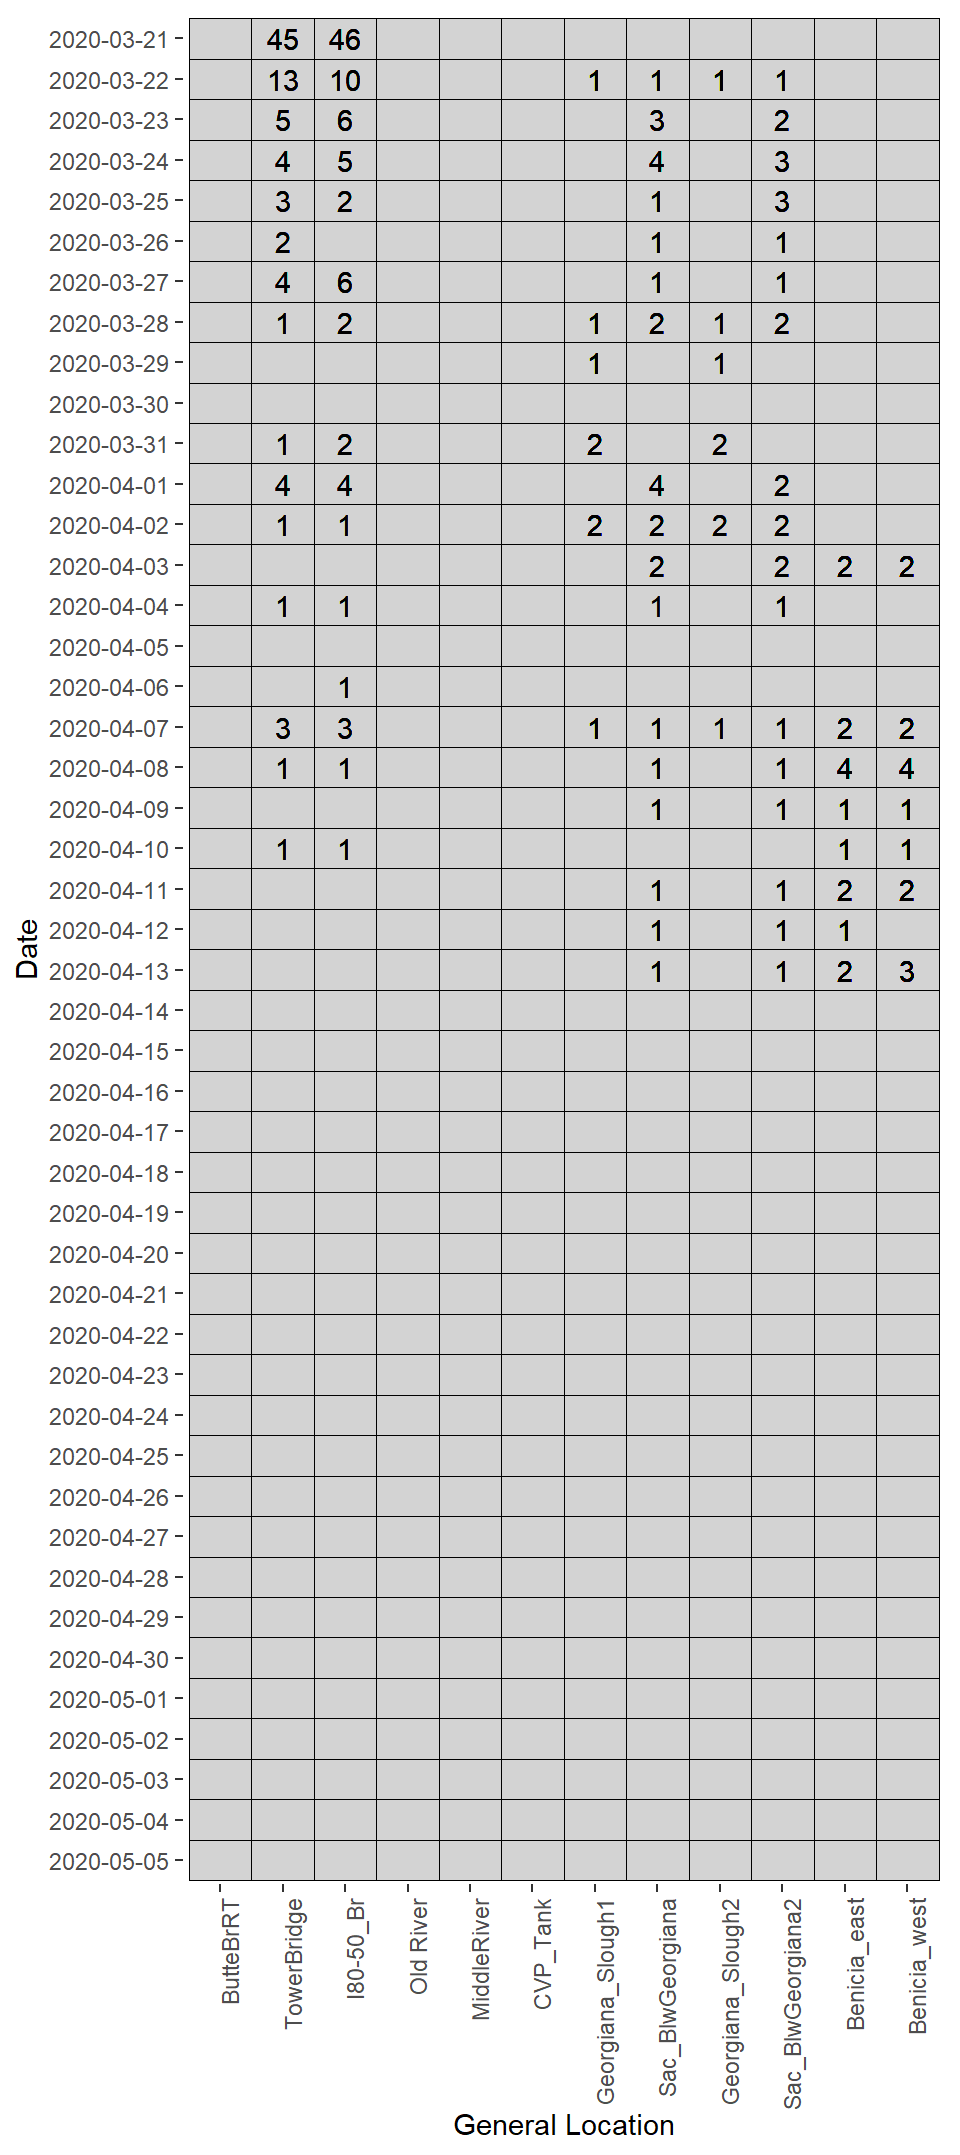 2020-03-21 45 46
2020-03-22 13 10 1 1 1 1
2020-03-23 5 6 3 2
2020-03-24 4 5 4 3
2020-03-25 3 2 1 3
2020-03-26 2 1 1
2020-03-27 4 6 1 1
2020-03-28 1 2 1 2 1 2
2020-03-29 1 1
2020-03-30
2020-03-31 1 2 2 2
2020-04-01 4 4 4 2
2020-04-02 1 1 2 2 2 2
2020-04-03 2 2 2 2
2020-04-04 1 1 1 1
2020-04-05
2020-04-06 1
2020-04-07 3 3 1 1 1 1 2 2
2020-04-08 1 1 1 1 4 4
2020-04-09 1 1 1 1
2020-04-10 1 1 1 1
2020-04-11 1 1 2 2
2020-04-12 1 1 1
2020-04-13 1 1 2 3
2020-04-14
2020-04-15
2020-04-16
2020-04-17
2020-04-18
2020-04-19
2020-04-20
2020-04-21
2020-04-22
2020-04-23
2020-04-24
2020-04-25
2020-04-26
2020-04-27
2020-04-28
2020-04-29
2020-04-30
2020-05-01
2020-05-02
2020-05-03
2020-05-04
2020-05-05
Date
ButteBrRT
TowerBridge
I80-50_Br
Old River
MiddleRiver
CVP_Tank
Georgiana_Slough1
Sac_BlwGeorgiana
Georgiana_Slough2
Sac_BlwGeorgiana2
Benicia_east
Benicia_west
General Location